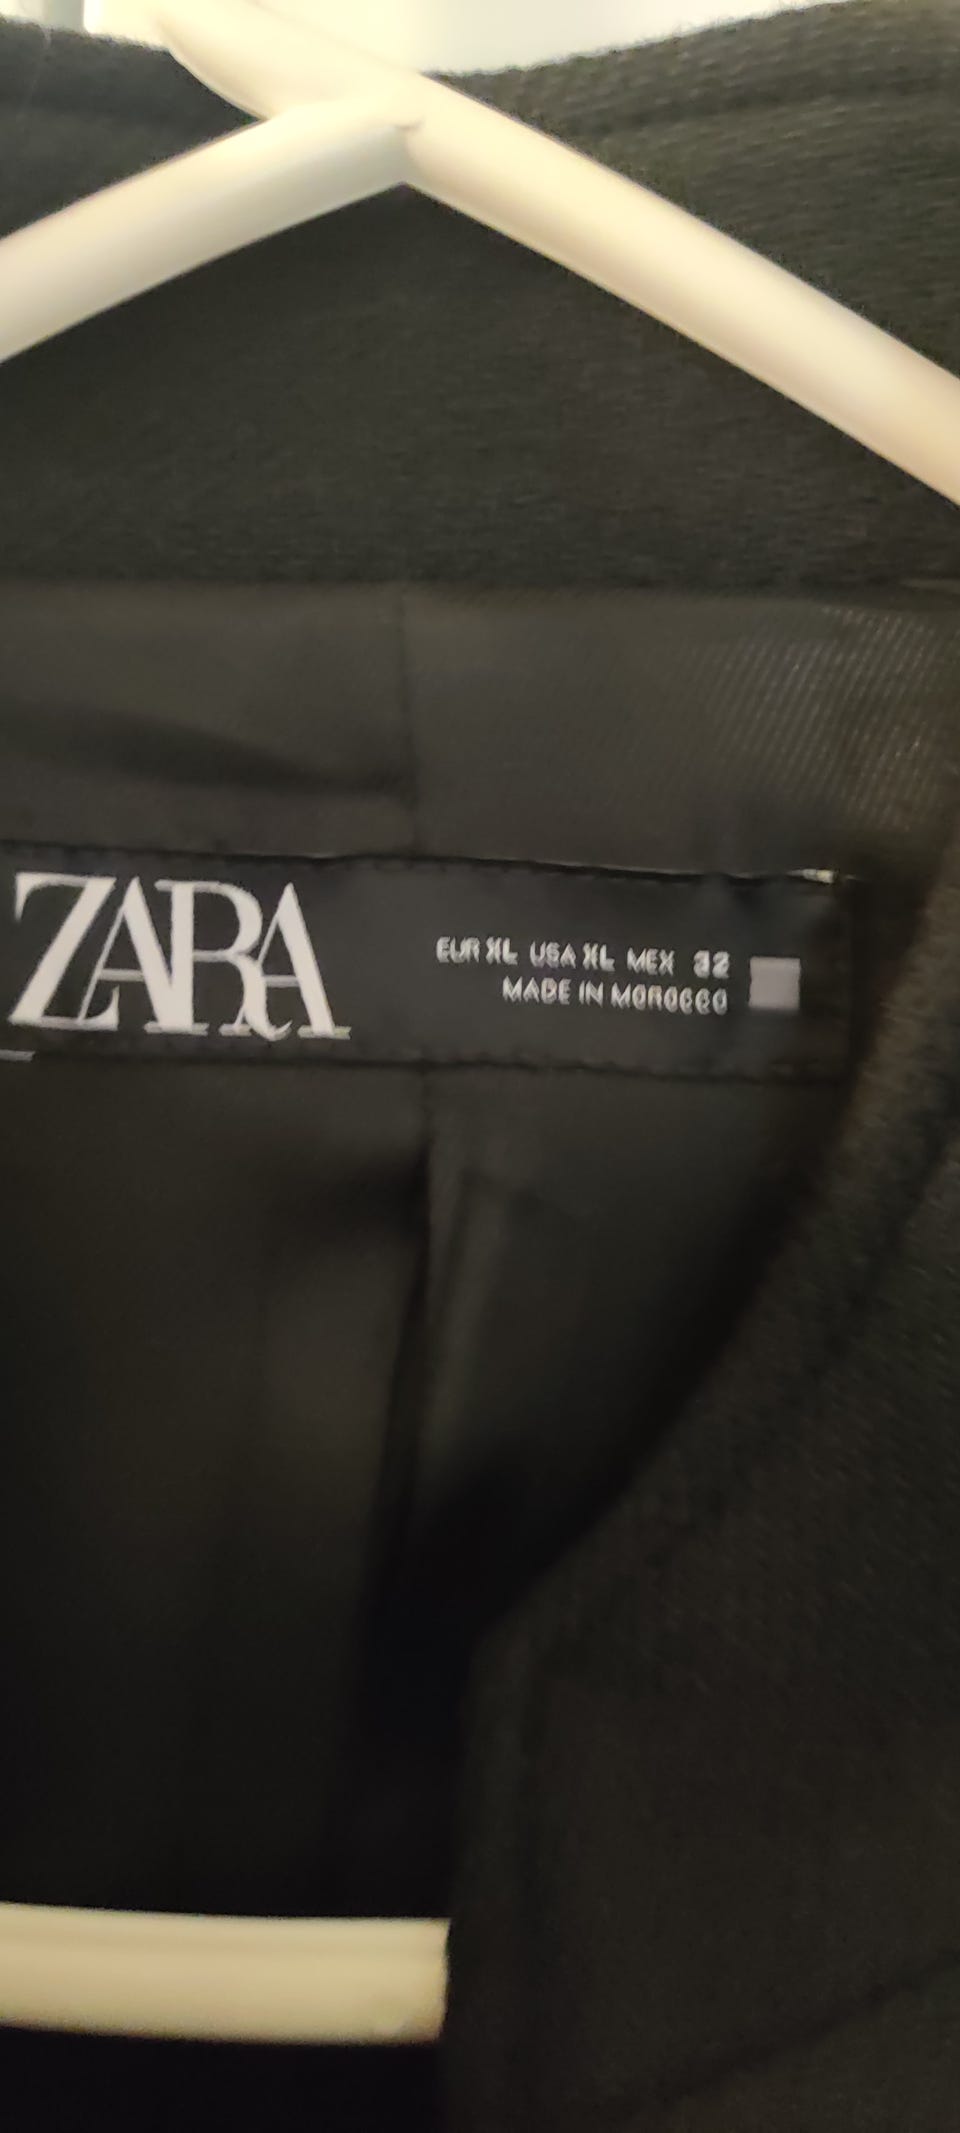 ZARA
EUR XL USA XL MEX 32
MADE IN MOROCCO